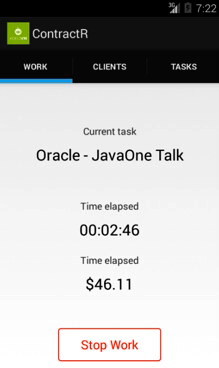 3G 7:22
ContractR
WORK CLIENTS TASKS
Current task
Oracle - JavaOne Talk
Time elapsed
00:02:46
Time elapsed
$46.11
Stop Work